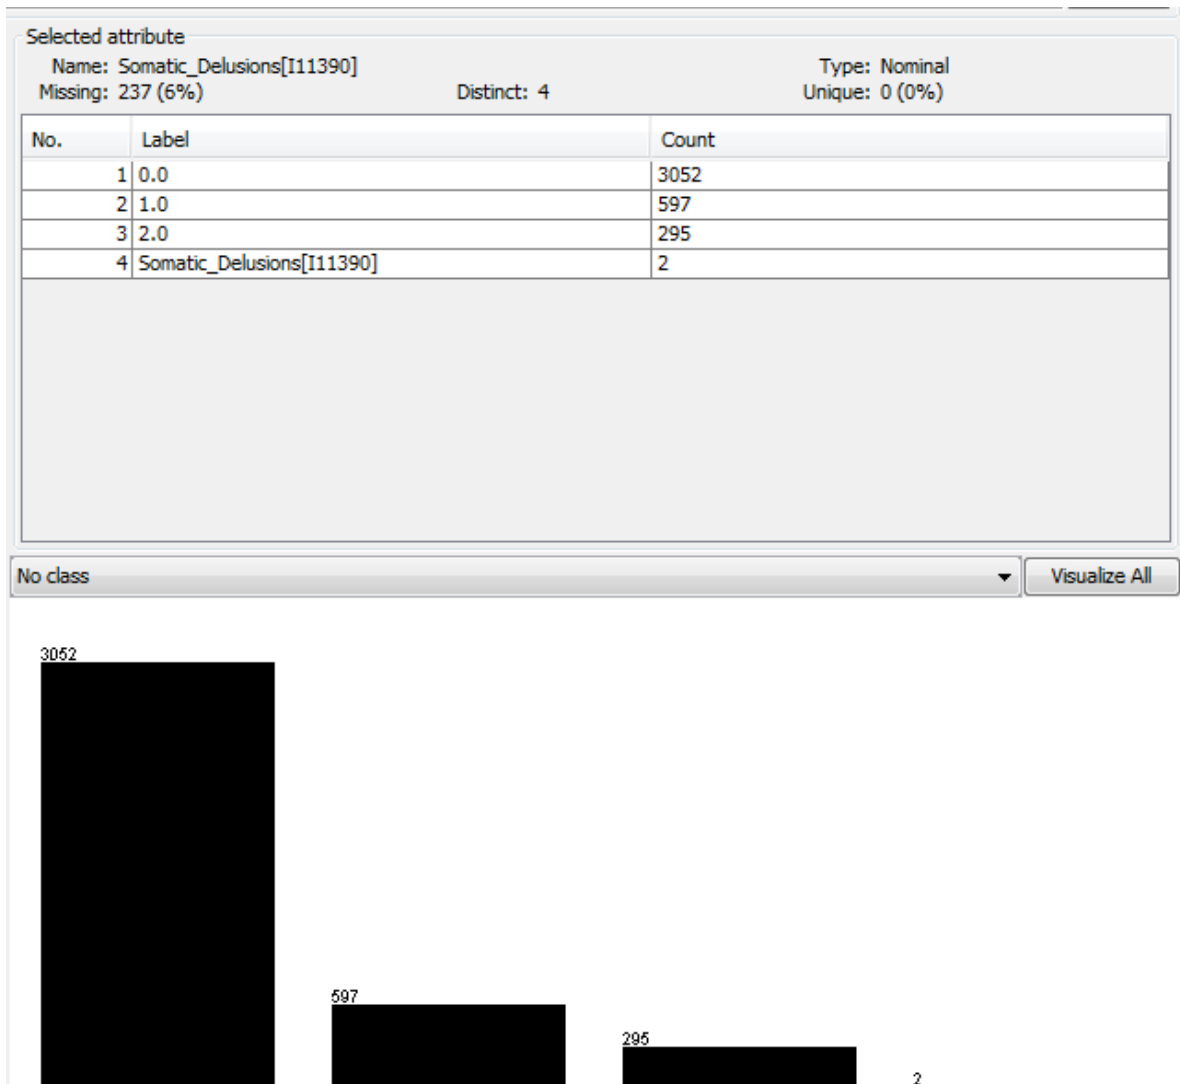 Selected attribute
Name: Somatic_Delusions[I11390] Type: Nominal
Missing: 237 (6%) Distinct: 4 Unique: 0 (0%)
No. Label Count
1 0.0 3052
2 1.0 597
3 2.0 295
4 Somatic_Delusions[I11390] 2
No class Visualize All
3052
597
295
2